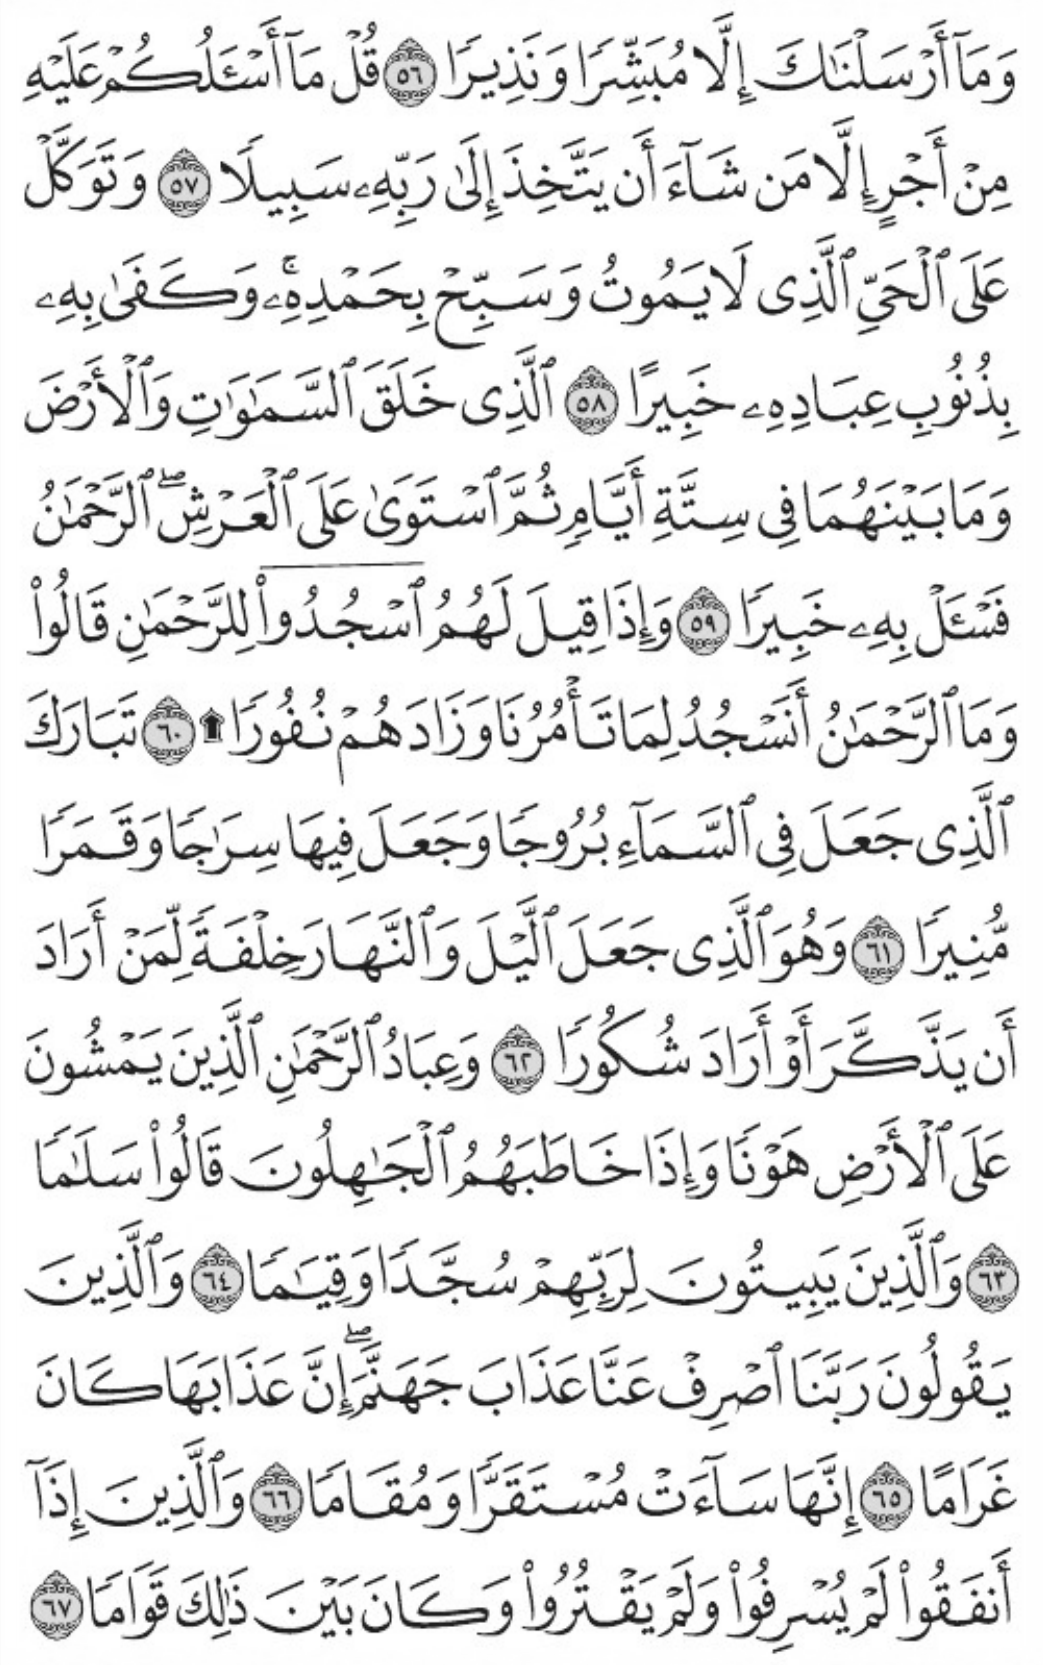 وَمَآ أَرْسَلْنَـٰكَ إِلَّا مُبَشِّرًا وَنَذِيرًا ٥٦ قُلْ مَآ أَسْـَٔلُكُمْ عَلَيْهِ
مِنْ أَجْرٍ إِلَّا مَن شَآءَ أَن يَتَّخِذَ إِلَىٰ رَبِّهِۦ سَبِيلًا ٥٧ وَتَوَكَّلْ
عَلَى ٱلْحَىِّ ٱلَّذِى لَا يَمُوتُ وَسَبِّحْ بِحَمْدِهِۦ ۚ وَكَفَىٰ بِهِۦ
بِذُنُوبِ عِبَادِهِۦ خَبِيرًا ٥٨ ٱلَّذِى خَلَقَ ٱلسَّمَـٰوَٰتِ وَٱلْأَرْضَ
وَمَا بَيْنَهُمَا فِى سِتَّةِ أَيَّامٍ ثُمَّ ٱسْتَوَىٰ عَلَى ٱلْعَرْشِ ۖ ٱلرَّحْمَـٰنُ
فَسْـَٔلْ بِهِۦ خَبِيرًا ٥٩ وَإِذَا قِيلَ لَهُمُ ٱسْجُدُوا۟ لِلرَّحْمَـٰنِ قَالُوا۟
وَمَا ٱلرَّحْمَـٰنُ أَنَسْجُدُ لِمَا تَأْمُرُنَا وَزَادَهُمْ نُفُورًا ۩ ٦٠ تَبَارَكَ
ٱلَّذِى جَعَلَ فِى ٱلسَّمَآءِ بُرُوجًا وَجَعَلَ فِيهَا سِرَٰجًا وَقَمَرًا
مُّنِيرًا ٦١ وَهُوَ ٱلَّذِى جَعَلَ ٱلَّيْلَ وَٱلنَّهَارَ خِلْفَةً لِّمَنْ أَرَادَ
أَن يَذَّكَّرَ أَوْ أَرَادَ شُكُورًا ٦٢ وَعِبَادُ ٱلرَّحْمَـٰنِ ٱلَّذِينَ يَمْشُونَ
عَلَى ٱلْأَرْضِ هَوْنًا وَإِذَا خَاطَبَهُمُ ٱلْجَـٰهِلُونَ قَالُوا۟ سَلَـٰمًا
٦٣ وَٱلَّذِينَ يَبِيتُونَ لِرَبِّهِمْ سُجَّدًا وَقِيَـٰمًا ٦٤ وَٱلَّذِينَ
يَقُولُونَ رَبَّنَا ٱصْرِفْ عَنَّا عَذَابَ جَهَنَّمَ ۖ إِنَّ عَذَابَهَا كَانَ
غَرَامًا ٦٥ إِنَّهَا سَآءَتْ مُسْتَقَرًّا وَمُقَامًا ٦٦ وَٱلَّذِينَ إِذَآ
أَنفَقُوا۟ لَمْ يُسْرِفُوا۟ وَلَمْ يَقْتُرُوا۟ وَكَانَ بَيْنَ ذَٰلِكَ قَوَامًا ٦٧